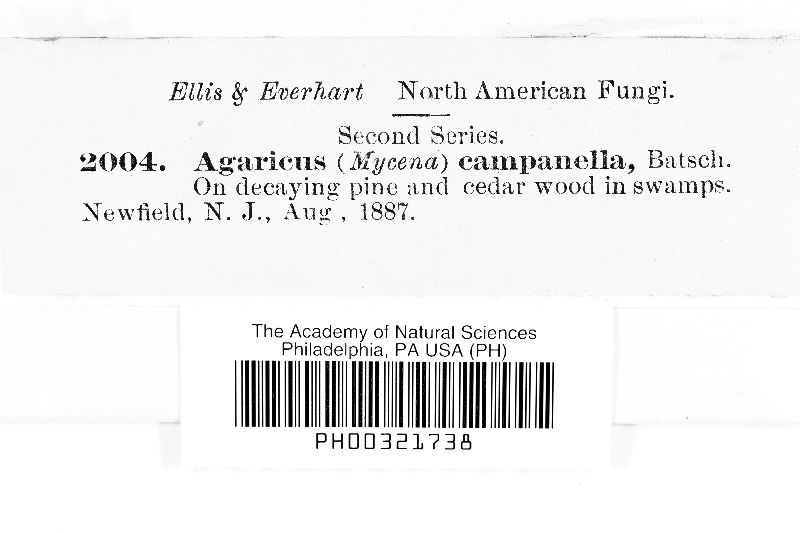 Ellis & Everhart North American Fungi.
Second Series.
2004. Agaricus (Mycena) campanella, Batsch.
On decaying pine and cedar wood in swamps.
Newfield, N. J., Aug , 1887.
The Academy of Natural Sciences
Philadelphia, PA USA (PH)
PH00321738